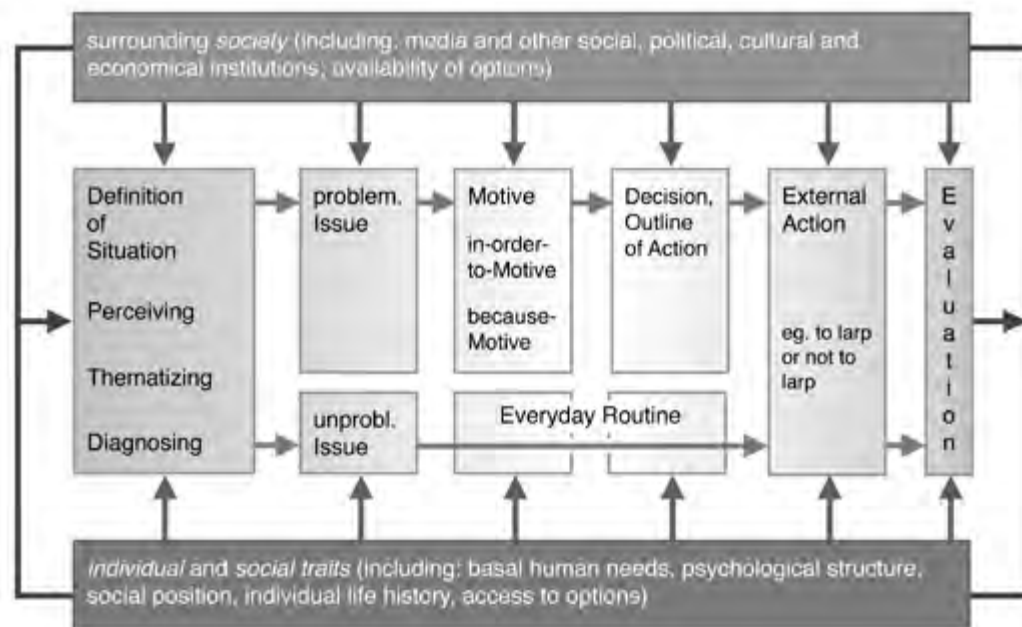 surrounding society (including: media and other social, political, cultural and
economical institutions, availability of options)
Definition
of
Situation
Perceiving
Thematizing
Diagnosing
problem.
Issue
unprobl.
Issue
Motive
in-order-
to-Motive
because-
Motive
Decision,
Outline
of Action
Everyday Routine
External
Action
eg. to larp
or not to
larp
Evaluation
individual and social traits (including: basal human needs, psychological structure,
social position, individual life history, access to options)